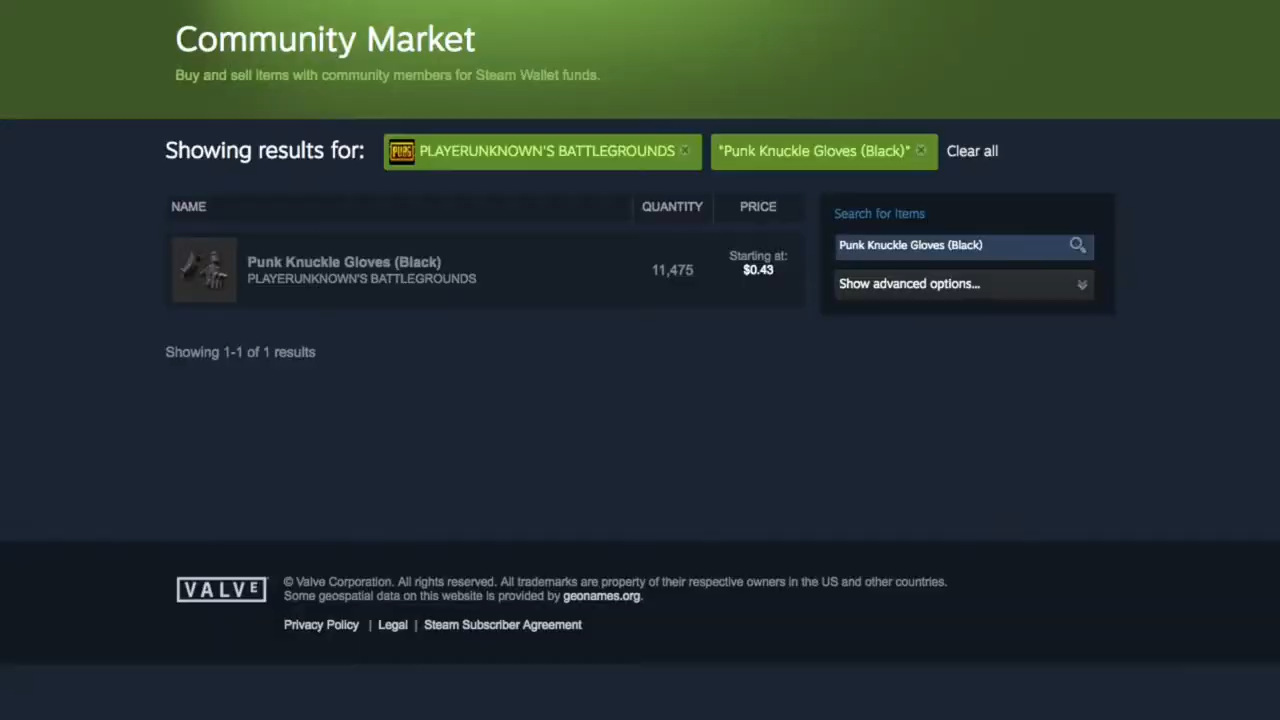 Community Market
Buy and sell items with community members for Steam Wallet funds.
Showing results for: PUBG PLAYERUNKNOWN'S BATTLEGROUNDS "Punk Knuckle Gloves (Black)" Clear all
NAME QUANTITY PRICE
Punk Knuckle Gloves (Black)
PLAYERUNKNOWN'S BATTLEGROUNDS
11,475
Starting at:
$0.43
Search for Items
Punk Knuckle Gloves (Black)
Show advanced options...
Showing 1-1 of 1 results
VALVE
© Valve Corporation. All rights reserved. All trademarks are property of their respective owners in the US and other countries.
Some geospatial data on this website is provided by geonames.org.
Privacy Policy | Legal | Steam Subscriber Agreement